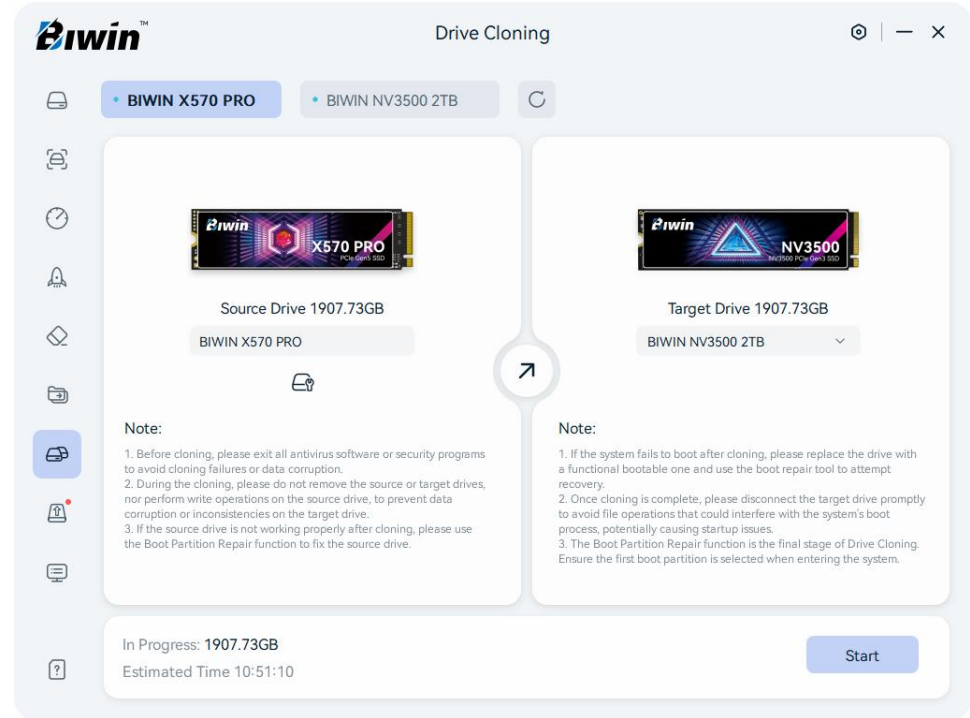 Biwin™
Drive Cloning
BIWIN X570 PRO
BIWIN NV3500 2TB
Biwin
X570 PRO
PCIe Gen5 SSD
Source Drive 1907.73GB
BIWIN X570 PRO
Note:
1. Before cloning, please exit all antivirus software or security programs
to avoid cloning failures or data corruption.
2. During the cloning, please do not remove the source or target drives,
nor perform write operations on the source drive, to prevent data
corruption or inconsistencies on the target drive.
3. If the source drive is not working properly after cloning, please use
the Boot Partition Repair function to fix the source drive.
Biwin
NV3500
NV3500 PCIe Gen3 SSD
Target Drive 1907.73GB
BIWIN NV3500 2TB
Note:
1. If the system fails to boot after cloning, please replace the drive with
a functional bootable one and use the boot repair tool to attempt
recovery.
2. Once cloning is complete, please disconnect the target drive promptly
to avoid file operations that could interfere with the system's boot
process, potentially causing startup issues.
3. The Boot Partition Repair function is the final stage of Drive Cloning.
Ensure the first boot partition is selected when entering the system.
In Progress: 1907.73GB
Estimated Time 10:51:10
Start